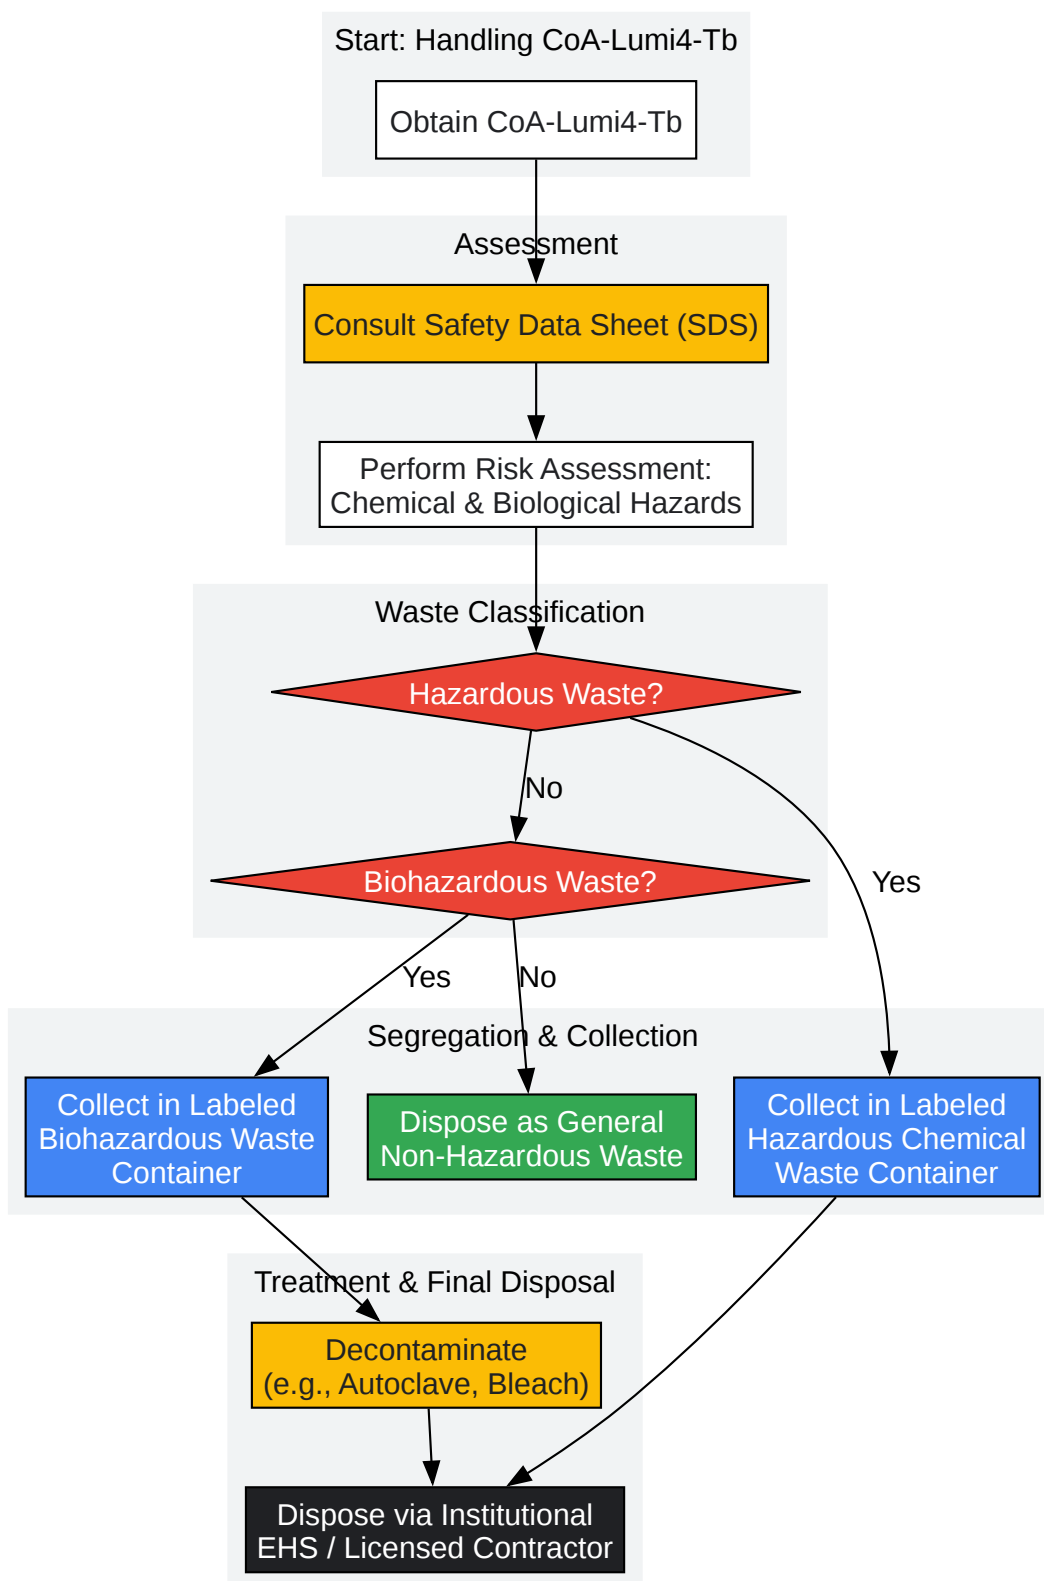 Start: Handling CoA-Lumi4-Tb
Obtain CoA-Lumi4-Tb
Assessment
Consult Safety Data Sheet (SDS)
Perform Risk Assessment:
Chemical & Biological Hazards
Waste Classification
Hazardous Waste?
No
Biohazardous Waste?
Yes
Yes
No
Segregation & Collection
Collect in Labeled
Biohazardous Waste
Container
Dispose as General
Non-Hazardous Waste
Collect in Labeled
Hazardous Chemical
Waste Container
Treatment & Final Disposal
Decontaminate
(e.g., Autoclave, Bleach)
Dispose via Institutional
EHS / Licensed Contractor